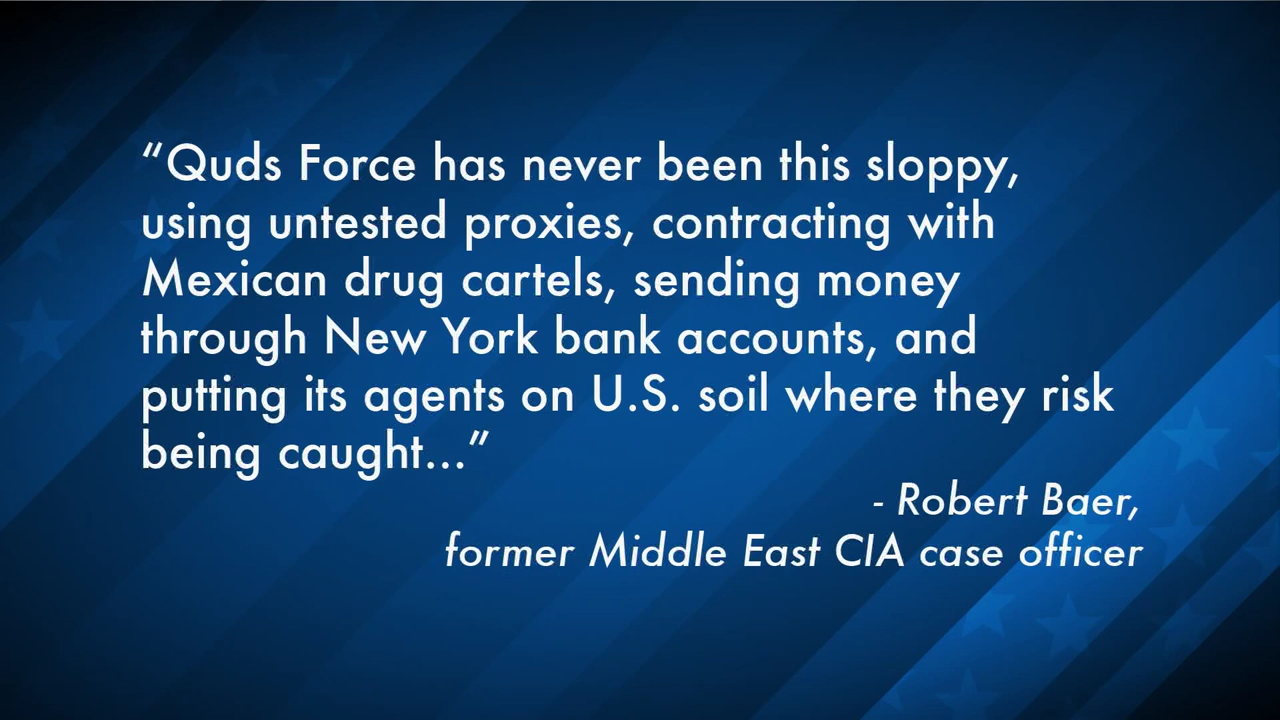 “Quds Force has never been this sloppy,
using untested proxies, contracting with
Mexican drug cartels, sending money
through New York bank accounts, and
putting its agents on U.S. soil where they risk
being caught...”
- Robert Baer,
former Middle East CIA case officer